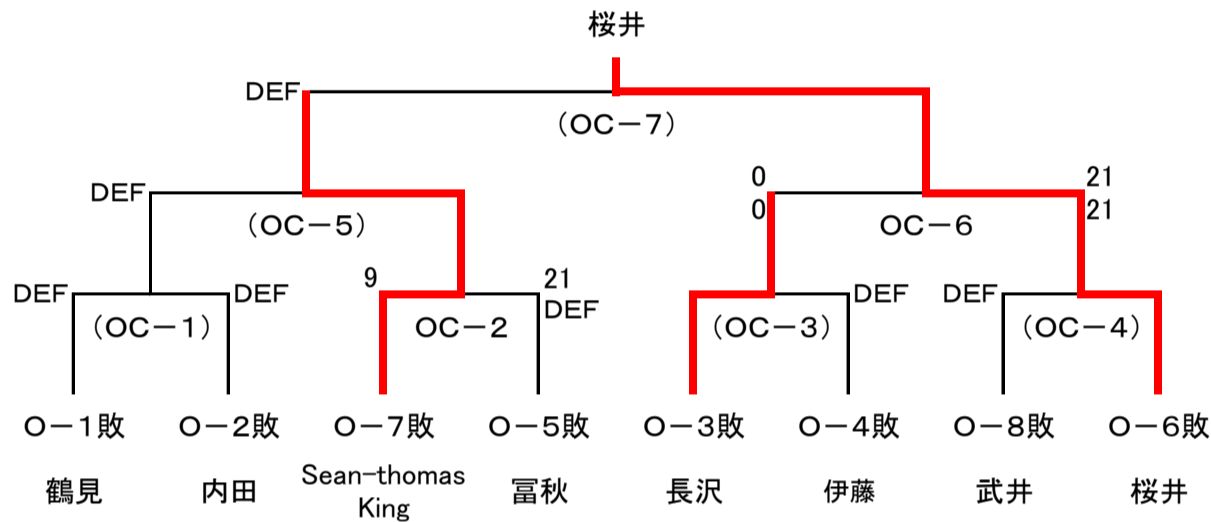 桜井
DEF
（OC－7）
DEF
（OC－5）
0
0
OC－6
21
21
DEF
DEF
（OC－1）
9
OC－2
21
DEF
（OC－3）
DEF
DEF
（OC－4）
O－1敗 O－2敗 O－7敗 O－5敗 O－3敗 O－4敗 O－8敗 O－6敗
鶴見 内田 Sean-thomas 冨秋 長沢 伊藤 武井 桜井
King